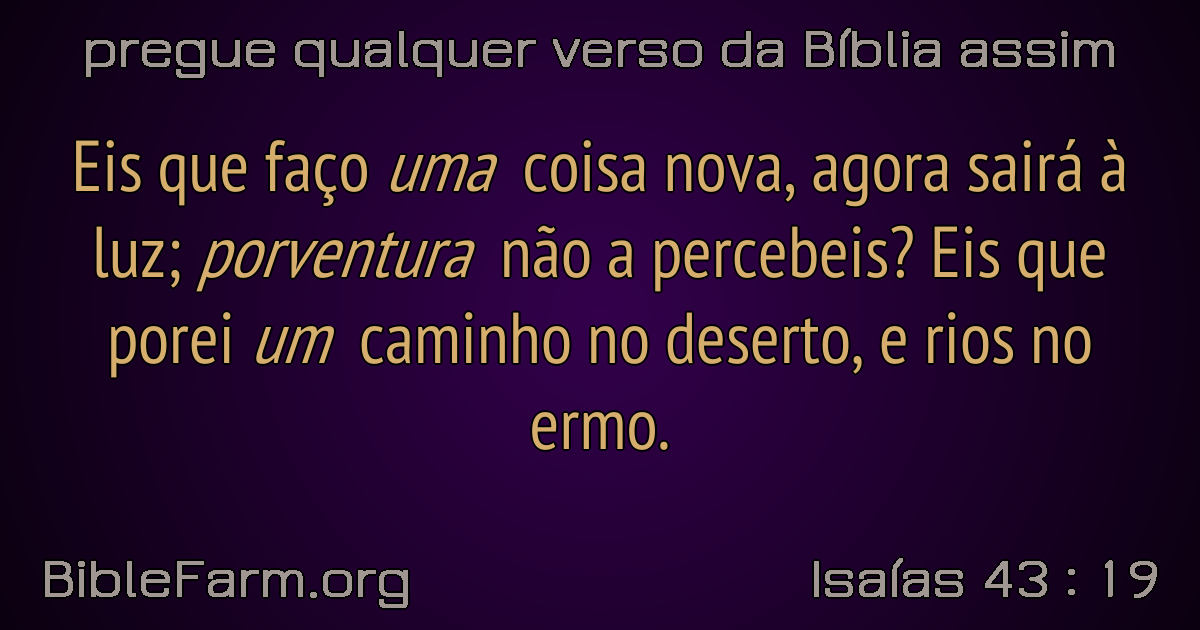 pregue qualquer verso da Bíblia assim
Eis que faço uma coisa nova, agora sairá à
luz; porventura não a percebeis? Eis que
porei um caminho no deserto, e rios no
ermo.
BibleFarm.org
Isaías 43 : 19